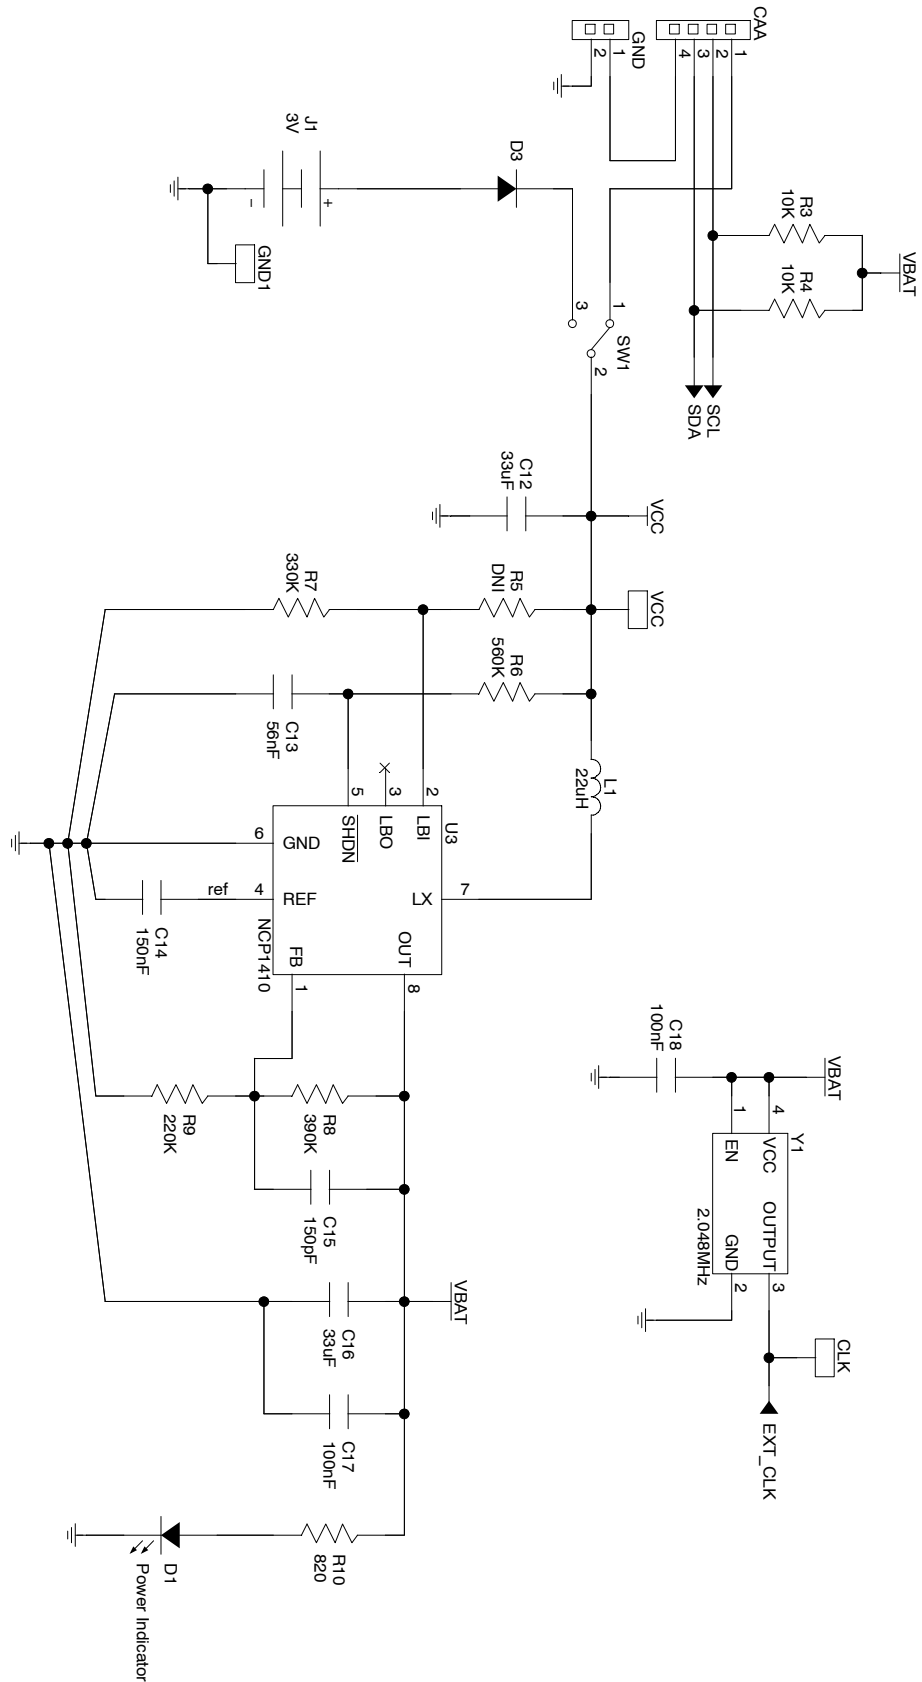 CAA
1
2
3
4
GND
1
2
J1
3V
+
-
GND1
D3
R3
10K
R4
10K
VBAT
SW1
1
2
3
SCL
SDA
VCC
C12
33uF
VCC
R5
DNI
R7
330K
R6
560K
C13
56nF
L1
22uH
U3
2
LBI
3
LBO
5
SHDN
6
GND
4
REF
ref
7
LX
OUT
8
FB
1
NCP1410
C14
150nF
R9
220K
R8
390K
C15
150pF
VBAT
C16
33uF
C17
100nF
R10
820
D1
Power Indicator
VBAT
C18
100nF
Y1
4
VCC
1
EN
OUTPUT
3
GND
2
2.048MHz
CLK
EXT_CLK